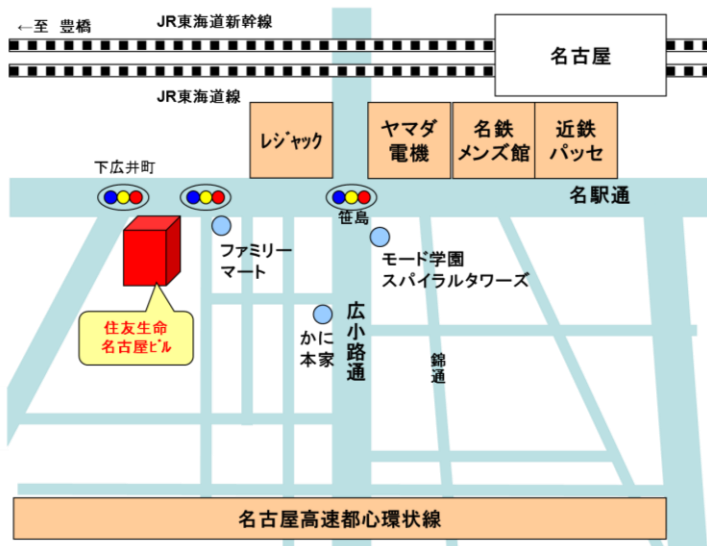 ←至 豊橋
JR東海道新幹線
名古屋
JR東海道線
レジャック
ヤマダ
電機
名鉄
メンズ館
近鉄
パッセ
下広井町
名駅通
笹島
ファミリー
マート
モード学園
スパイラルタワーズ
住友生命
名古屋ビル
かに
本家
広小路通
錦通
名古屋高速都心環状線